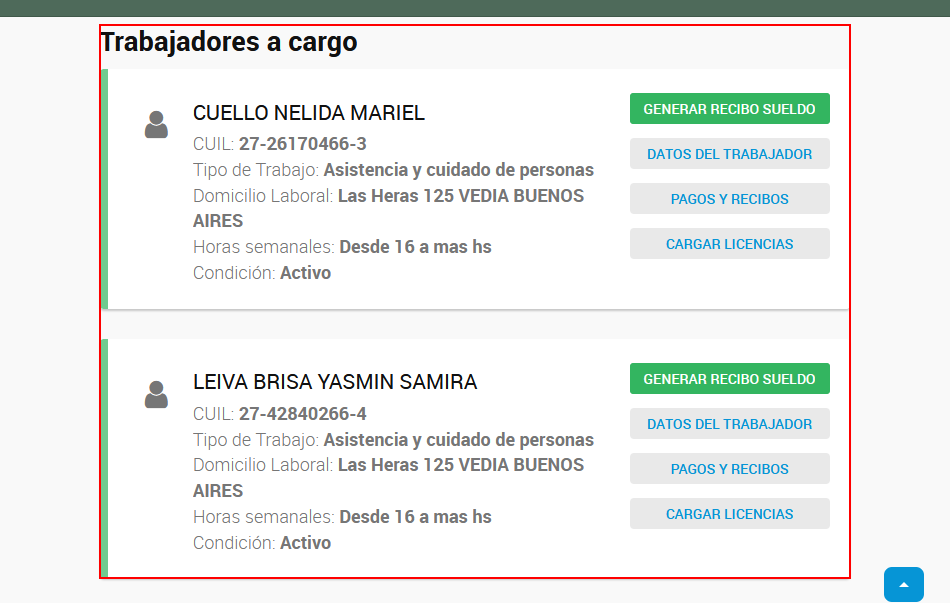 Trabajadores a cargo
CUELLO NELIDA MARIEL
CUIL: 27-26170466-3
Tipo de Trabajo: Asistencia y cuidado de personas
Domicilio Laboral: Las Heras 125 VEDIA BUENOS
AIRES
Horas semanales: Desde 16 a mas hs
Condición: Activo
GENERAR RECIBO SUELDO
DATOS DEL TRABAJADOR
PAGOS Y RECIBOS
CARGAR LICENCIAS
LEIVA BRISA YASMIN SAMIRA
CUIL: 27-42840266-4
Tipo de Trabajo: Asistencia y cuidado de personas
Domicilio Laboral: Las Heras 125 VEDIA BUENOS
AIRES
Horas semanales: Desde 16 a mas hs
Condición: Activo
GENERAR RECIBO SUELDO
DATOS DEL TRABAJADOR
PAGOS Y RECIBOS
CARGAR LICENCIAS